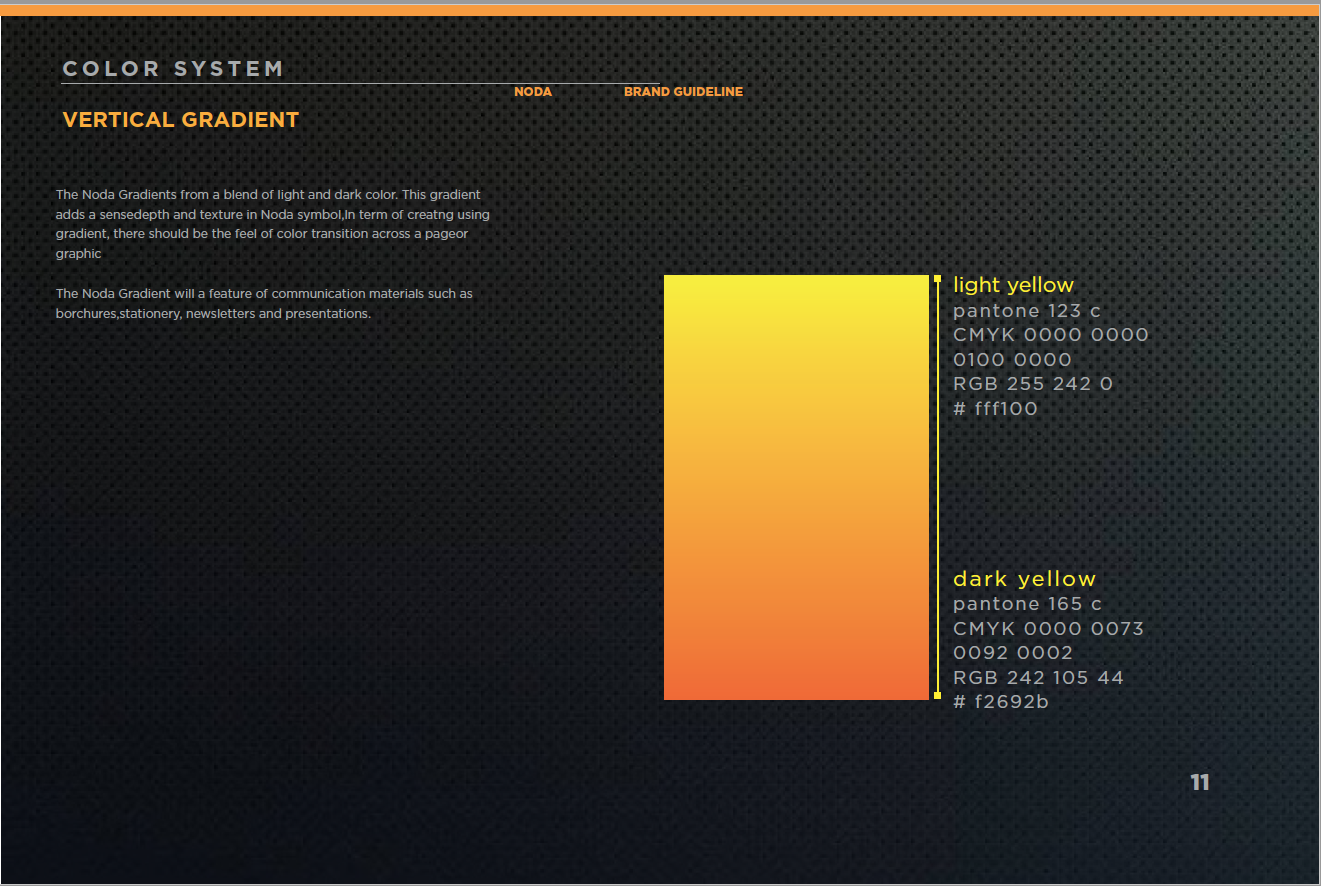 COLOR SYSTEM
NODA BRAND GUIDELINE
VERTICAL GRADIENT
The Noda Gradients from a blend of light and dark color. This gradient
adds a sensedepth and texture in Noda symbol,In term of creatng using
gradient, there should be the feel of color transition across a pageor
graphic
The Noda Gradient will a feature of communication materials such as
borchures,stationery, newsletters and presentations.
light yellow
pantone 123 c
CMYK 0000 0000
0100 0000
RGB 255 242 0
# fff100
dark yellow
pantone 165 c
CMYK 0000 0073
0092 0002
RGB 242 105 44
# f2692b
11